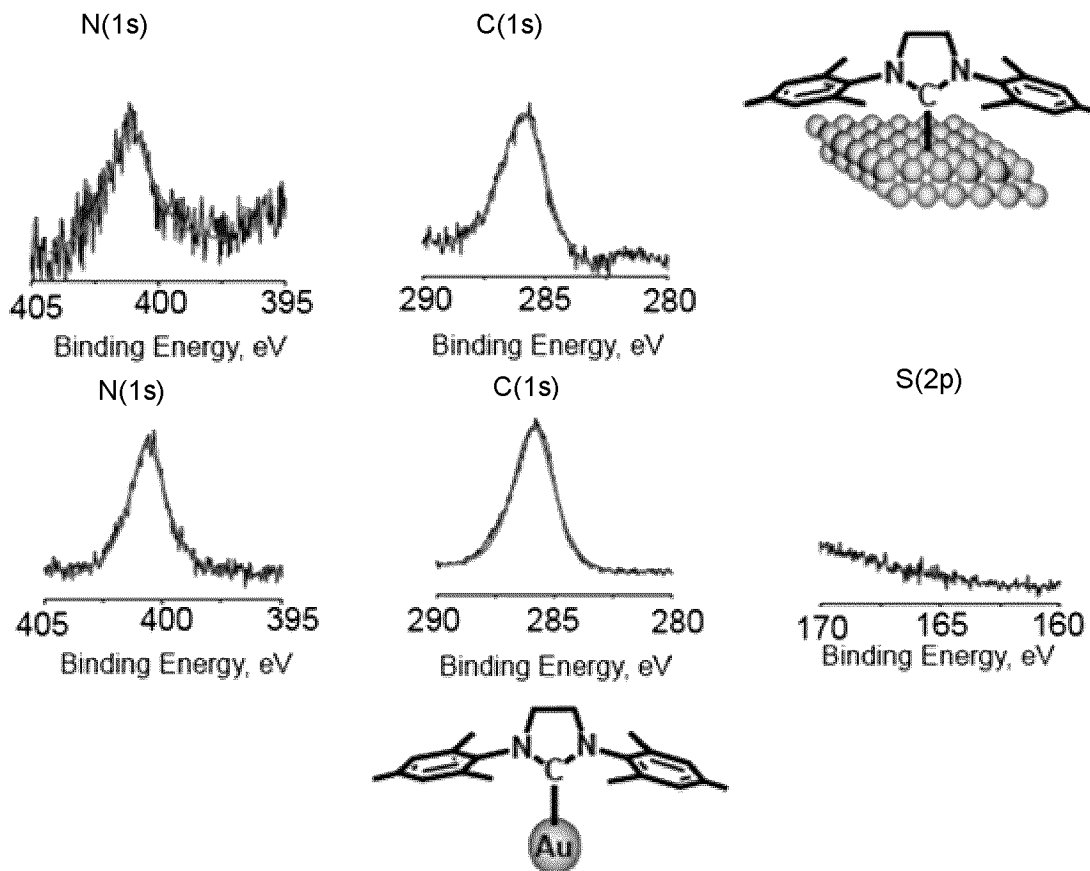 N(1s)
C(1s)
N
N
C
405
400
395
290
285
280
Binding Energy, eV
Binding Energy, eV
N(1s)
C(1s)
S(2p)
405
400
395
290
285
280
170
165
160
Binding Energy, eV
Binding Energy, eV
Binding Energy, eV
N
N
C
Au